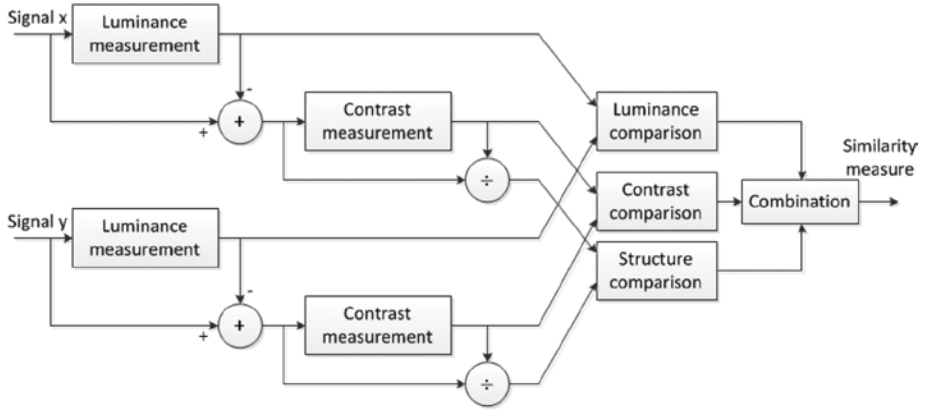 Signal x
Luminance
measurement
-
+
+
Contrast
measurement
÷
Luminance
comparison
Similarity
measure
Contrast
comparison
Combination
Signal y
Luminance
measurement
Structure
comparison
-
+
+
Contrast
measurement
÷